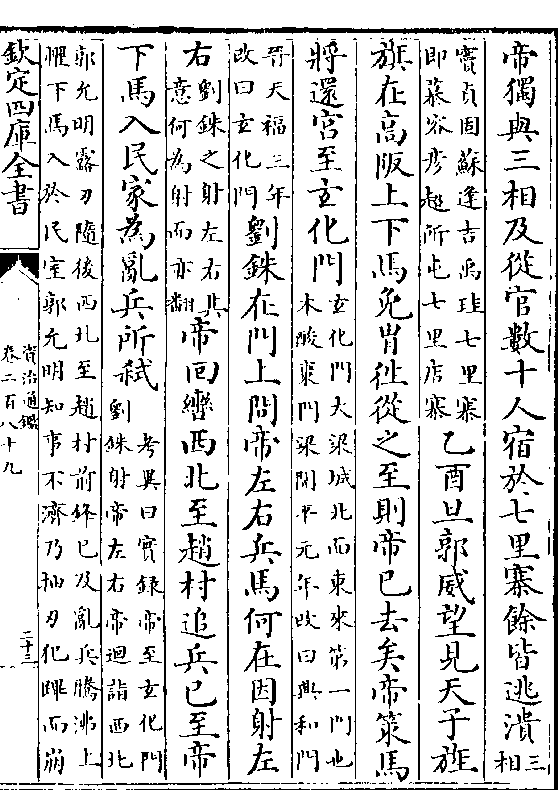 帝獨與三相及從官數十人宿於七里寨餘皆逃潰三相
竇貞固蘇逢吉禹珪七里寨
即慕容彦超所屯七里店寨
乙酉旦郭威望見天子旌
旗在高阪上下馬免冑往從之至則帝已去矣帝策馬
將還宮至玄化門
玄化門大梁城北面東來第一門也
本酸棗門梁開平元年改曰興和門
晉天福三年
改曰玄化門
劉銖在門上問帝左右兵馬何在因射左
右
劉銖之射左右其
意何為射而亦翻
帝回轡西北至趙村追兵已至帝
下馬入民家為亂兵所弑
考異曰實録帝至玄化門
劉銖射帝左右帝迴詣西北
郭允明露刃隨後西北至趙村前鋒已及亂兵騰沸上
懼下馬入於民室郭允明知事不濟乃抽刃犯蹕而崩
欽定四庫全書
資治通鑑
卷二百八十九
二十三